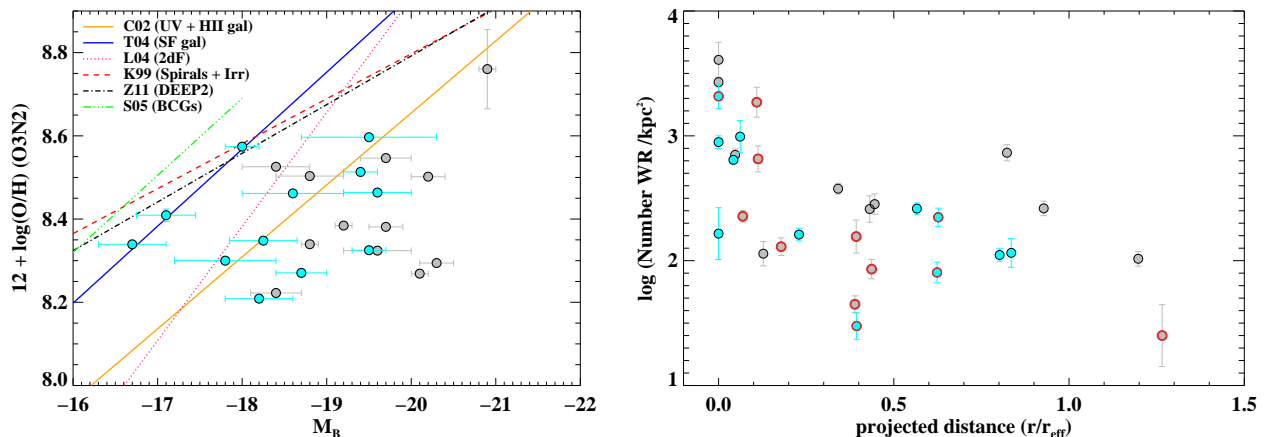 C02 (UV + HII gal)
T04 (SF gal)
L04 (2dF)
K99 (Spirals + Irr)
Z11 (DEEP2)
S05 (BCGs)
12 + log(O/H) (O3N2)
8.8
8.6
8.4
8.2
8.0
−16 −17 −18 −19 −20 −21 −22
M_B
log (Number WR /kpc²)
4
3
2
1
0.0 0.5 1.0 1.5
projected distance (r/r_eff)